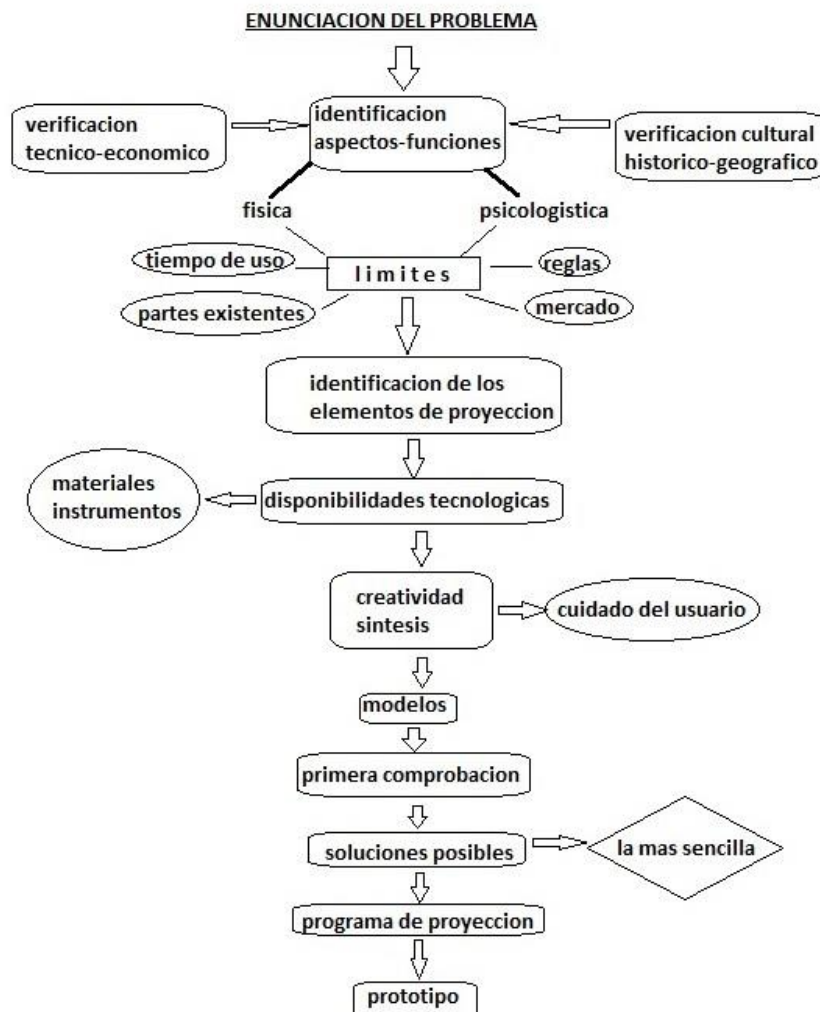 ENUNCIACION DEL PROBLEMA
verificacion
tecnico-economico
identificacion
aspectos-funciones
verificacion cultural
historico-geografico
fisica
psicologistica
tiempo de uso
limites
reglas
partes existentes
mercado
identificacion de los
elementos de proyeccion
materiales
instrumentos
disponibilidades tecnologicas
creatividad
sintesis
cuidado del usuario
modelos
primera comprobacion
soluciones posibles
la mas sencilla
programa de proyeccion
prototipo